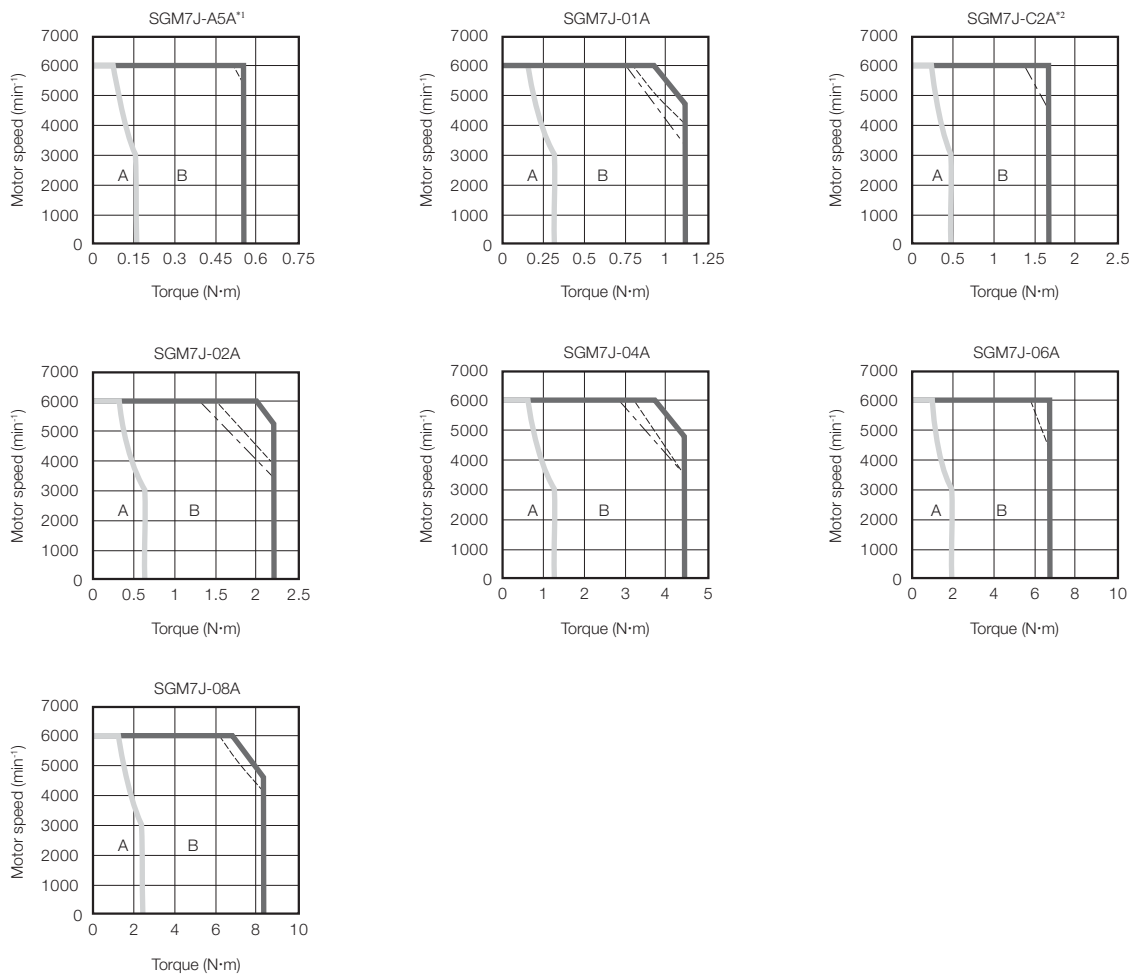 SGM7J-A5A*1
Motor speed (min-1)
7000
6000
5000
4000
3000
2000
1000
0
A
B
0 0.15 0.3 0.45 0.6 0.75
Torque (N·m)
SGM7J-01A
Motor speed (min-1)
7000
6000
5000
4000
3000
2000
1000
0
A
B
0 0.25 0.5 0.75 1 1.25
Torque (N·m)
SGM7J-C2A*2
Motor speed (min-1)
7000
6000
5000
4000
3000
2000
1000
0
A
B
0 0.5 1 1.5 2 2.5
Torque (N·m)
SGM7J-02A
Motor speed (min-1)
7000
6000
5000
4000
3000
2000
1000
0
A
B
0 0.5 1 1.5 2 2.5
Torque (N·m)
SGM7J-04A
Motor speed (min-1)
7000
6000
5000
4000
3000
2000
1000
0
A
B
0 1 2 3 4 5
Torque (N·m)
SGM7J-06A
Motor speed (min-1)
7000
6000
5000
4000
3000
2000
1000
0
A
B
0 2 4 6 8 10
Torque (N·m)
SGM7J-08A
Motor speed (min-1)
7000
6000
5000
4000
3000
2000
1000
0
A
B
0 2 4 6 8 10
Torque (N·m)